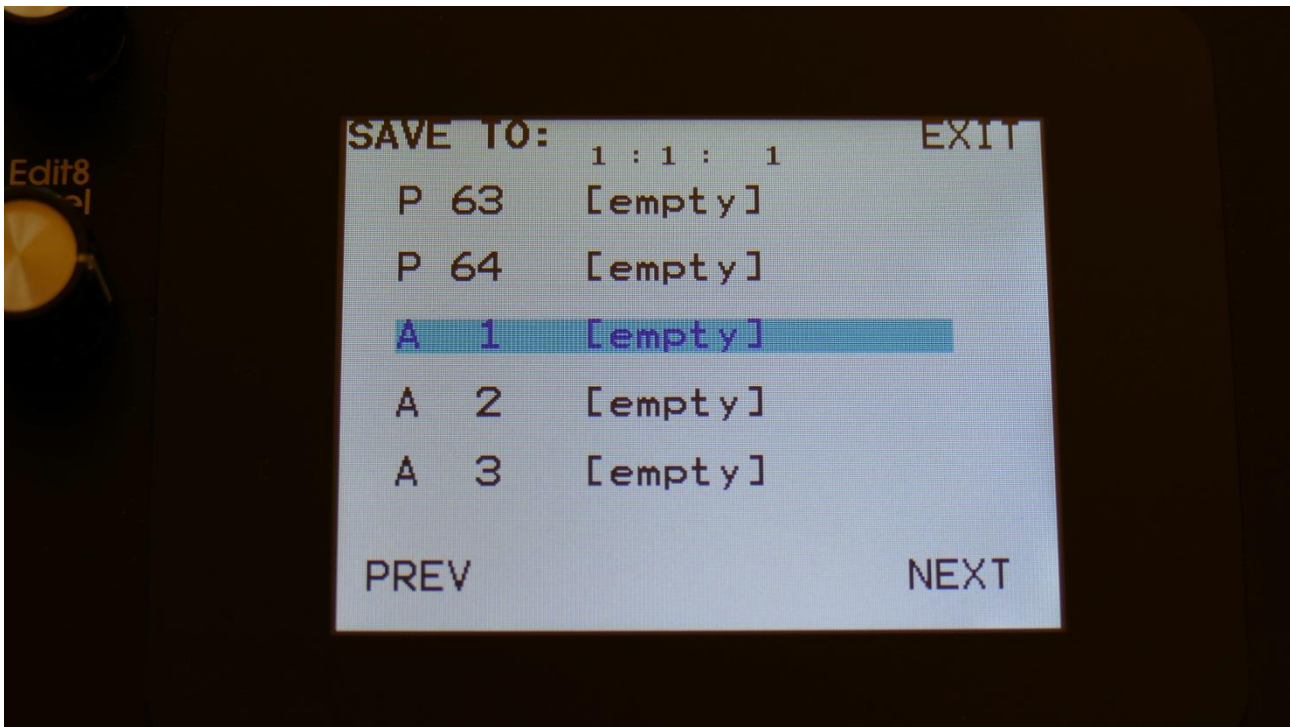 SAVE TO: EXIT
1 : 1 : 1
P 63 [empty]
P 64 [empty]
A 1 [empty]
A 2 [empty]
A 3 [empty]
PREV NEXT
Edit8